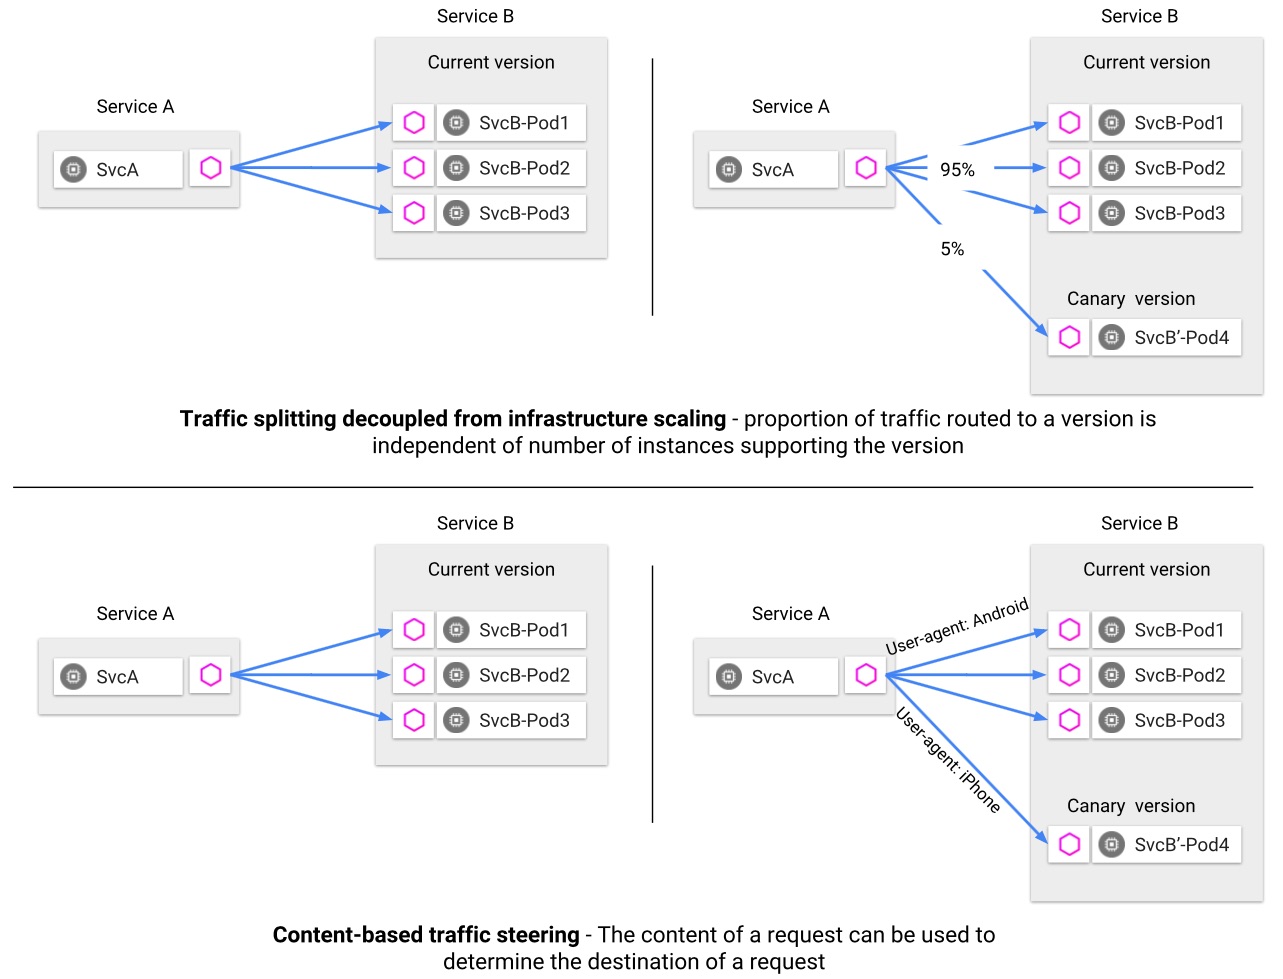 Service B
Current version
Service A
SvcA
SvcB-Pod1
SvcB-Pod2
SvcB-Pod3
Service B
Current version
Service A
SvcA
SvcB-Pod1
95%
SvcB-Pod2
SvcB-Pod3
5%
Canary version
SvcB’-Pod4
Traffic splitting decoupled from infrastructure scaling - proportion of traffic routed to a version is
independent of number of instances supporting the version
Service B
Current version
Service A
SvcA
SvcB-Pod1
SvcB-Pod2
SvcB-Pod3
Service B
Current version
Service A
SvcA
User-agent: Android
SvcB-Pod1
SvcB-Pod2
SvcB-Pod3
User-agent: iPhone
Canary version
SvcB’-Pod4
Content-based traffic steering - The content of a request can be used to
determine the destination of a request